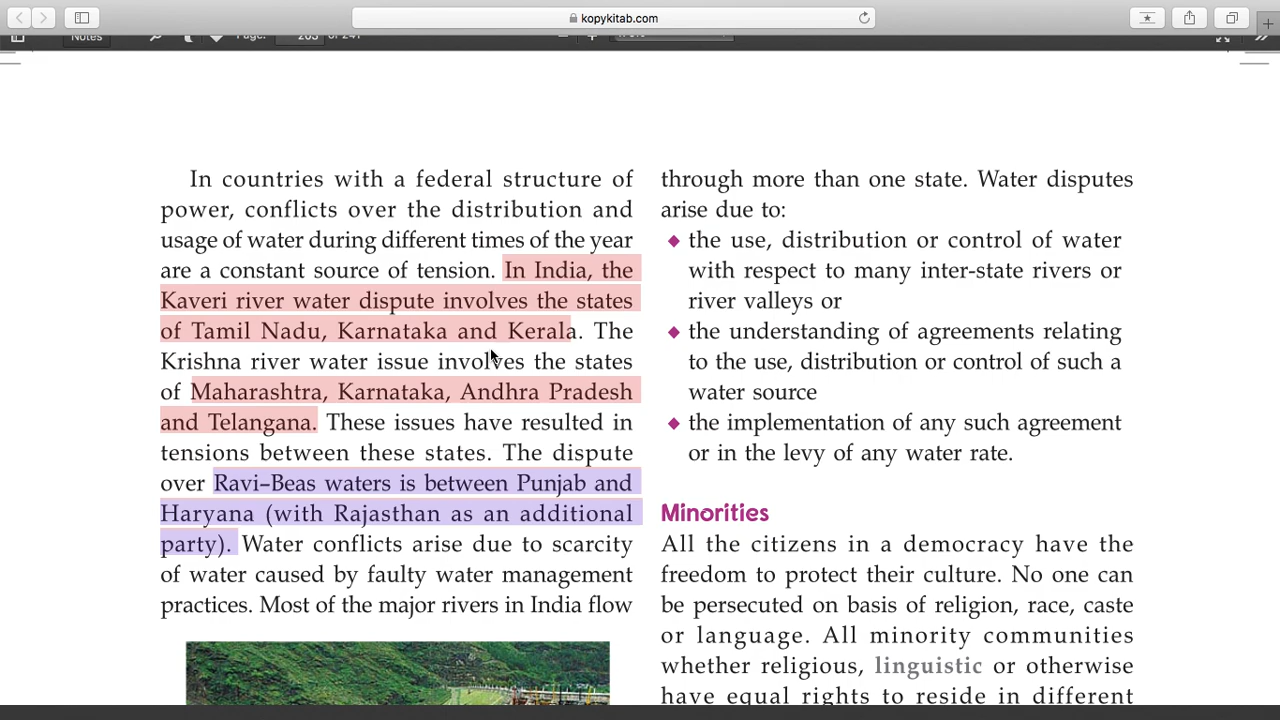 kopykitab.com
Notes
Page:
of 241
In countries with a federal structure of
power, conflicts over the distribution and
usage of water during different times of the year
are a constant source of tension. In India, the
Kaveri river water dispute involves the states
of Tamil Nadu, Karnataka and Kerala. The
Krishna river water issue involves the states
of Maharashtra, Karnataka, Andhra Pradesh
and Telangana. These issues have resulted in
tensions between these states. The dispute
over Ravi–Beas waters is between Punjab and
Haryana (with Rajasthan as an additional
party). Water conflicts arise due to scarcity
of water caused by faulty water management
practices. Most of the major rivers in India flow
through more than one state. Water disputes
arise due to:
◆ the use, distribution or control of water
with respect to many inter-state rivers or
river valleys or
◆ the understanding of agreements relating
to the use, distribution or control of such a
water source
◆ the implementation of any such agreement
or in the levy of any water rate.
Minorities
All the citizens in a democracy have the
freedom to protect their culture. No one can
be persecuted on basis of religion, race, caste
or language. All minority communities
whether religious, linguistic or otherwise
have equal rights to reside in different